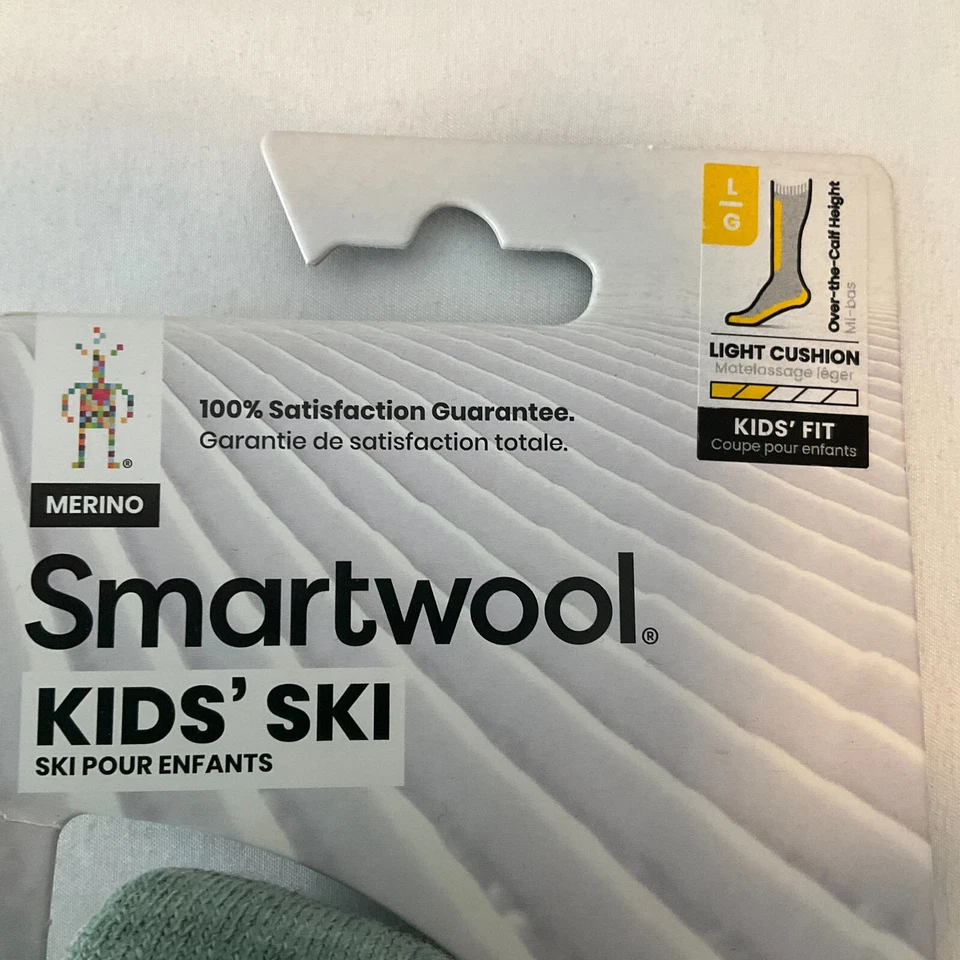 L
G
Over-the-Calf Height
Mi-bas
LIGHT CUSHION
Matelassage léger
KIDS' FIT
Coupe pour enfants
100% Satisfaction Guarantee.
Garantie de satisfaction totale.
®
MERINO
Smartwool®
KIDS' SKI
SKI POUR ENFANTS